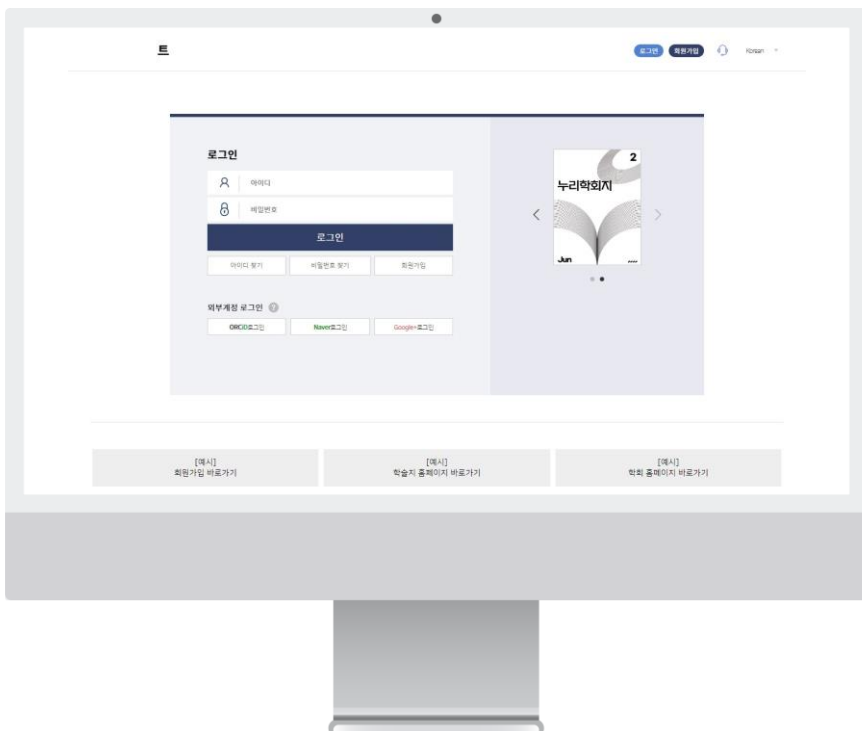 트
로그인 회원가입 Korean
로그인
아이디
비밀번호
로그인
아이디 찾기 비밀번호 찾기 회원가입
외부계정 로그인 ?
ORCiD로그인 Naver로그인 Google+로그인
2
누리학회지
Jun
[예시]
회원가입 바로가기
[예시]
학술지 홈페이지 바로가기
[예시]
학회 홈페이지 바로가기